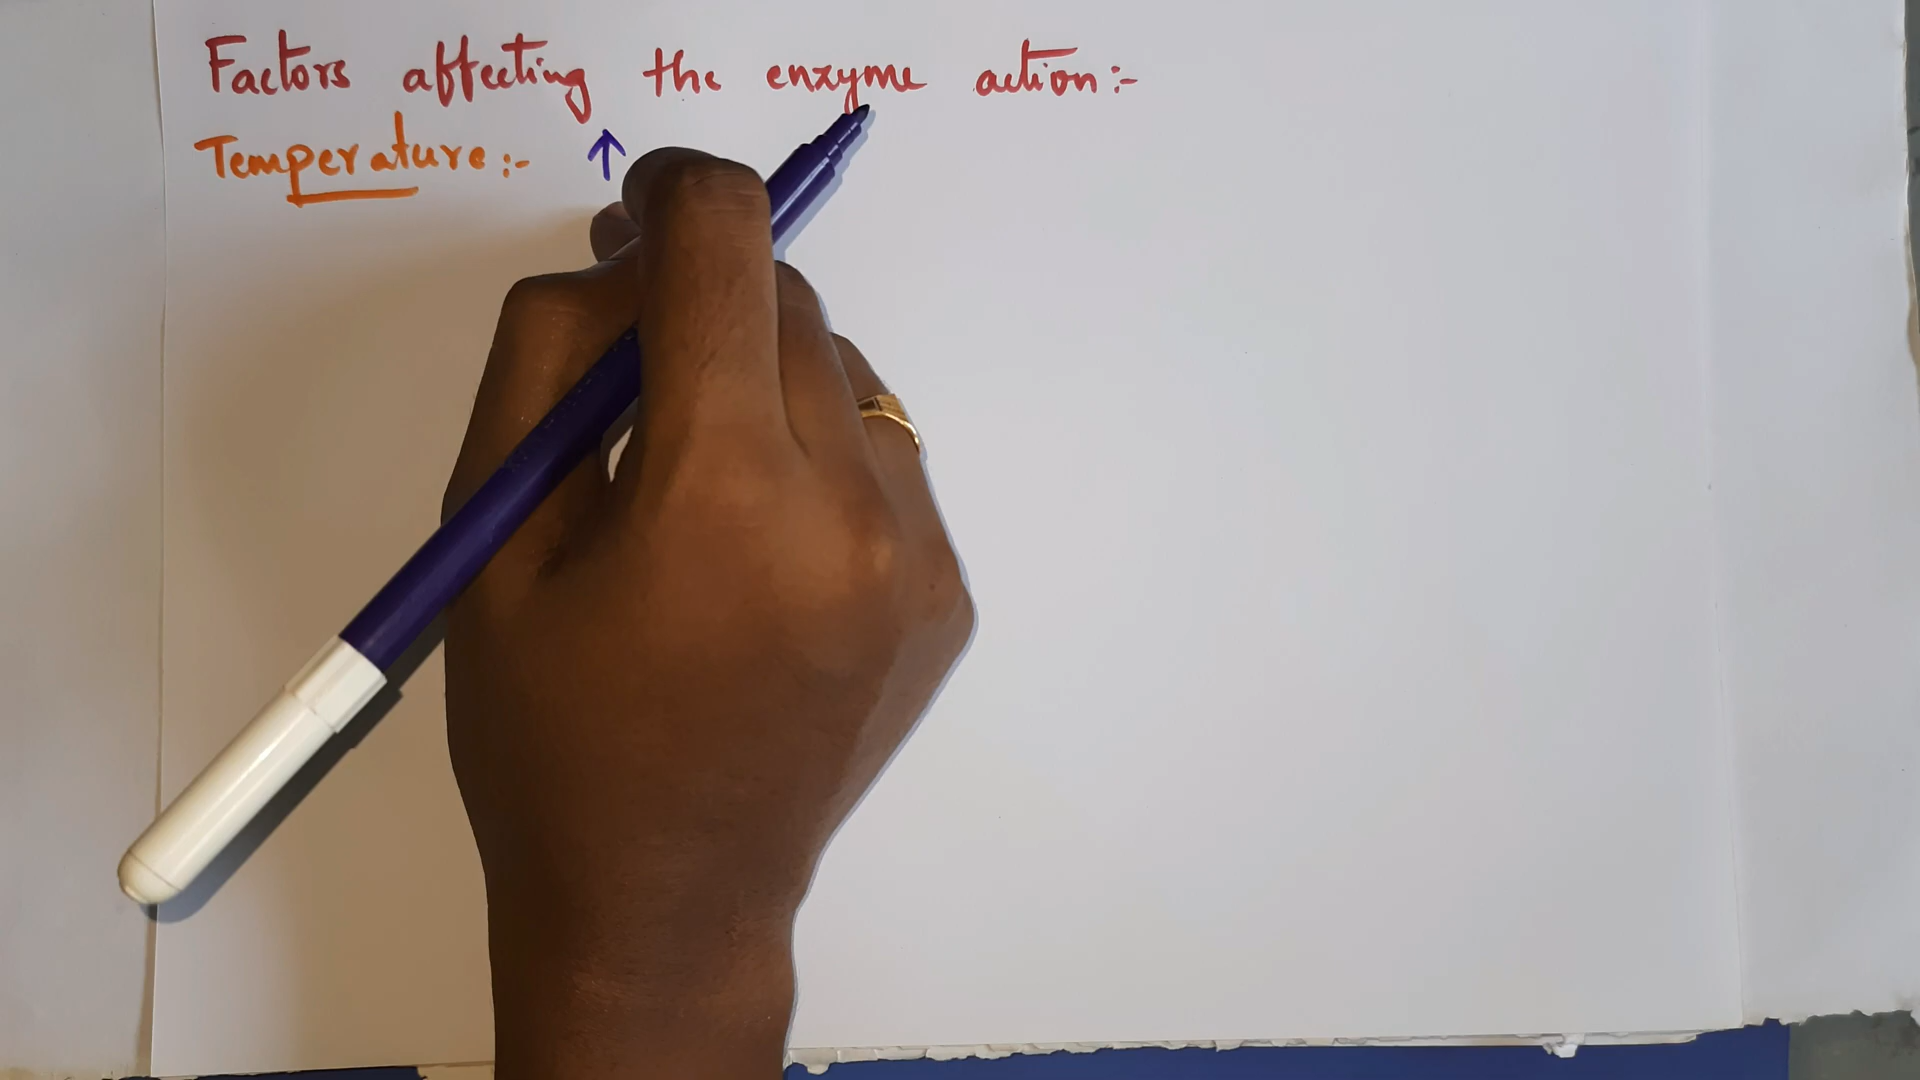 Factors affecting the enzyme action:-
Temperature:- ↑